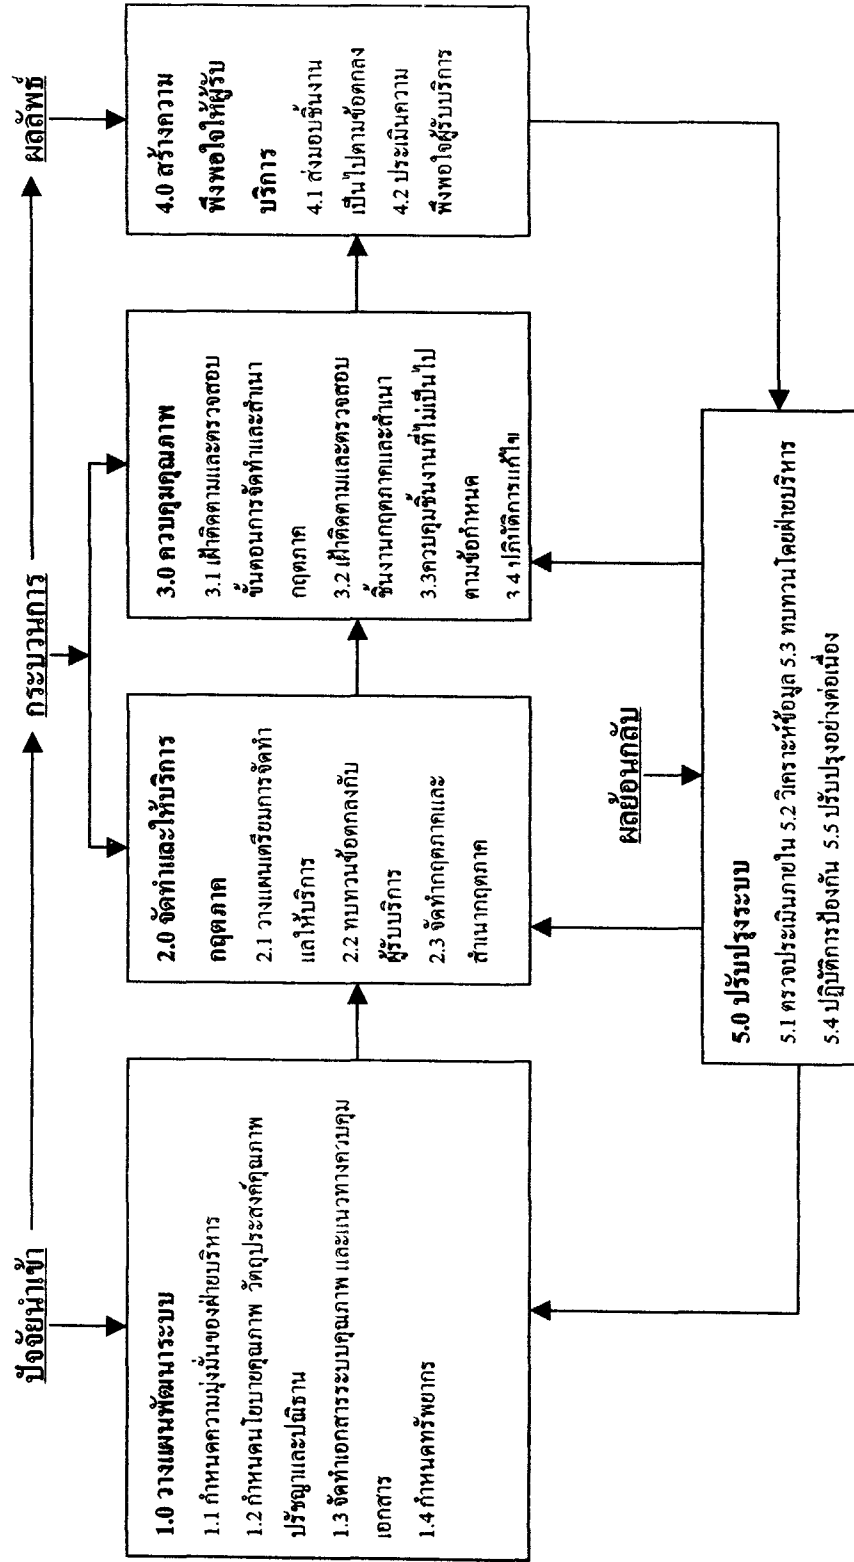 ปัจจัยนำเข้า
กระบวนการ
ผลลัพธ์
1.0 วางแผนพัฒนาระบบ
1.1 กำหนดความมุ่งมั่นของฝ่ายบริหาร
1.2 กำหนดนโยบายคุณภาพ วัตถุประสงค์คุณภาพ
ปรัชญาและปณิธาน
1.3 จัดทำเอกสารระบบคุณภาพ และแนวทางควบคุม
เอกสาร
1.4 กำหนดทรัพยากร
2.0 จัดทำและให้บริการ
กฤตภาค
2.1 วางแผนเตรียมการจัดทำ
และให้บริการ
2.2 ทบทวนข้อตกลงกับ
ผู้รับบริการ
2.3 จัดทำกฤตภาคและ
สำเนากฤตภาค
3.0 ควบคุมคุณภาพ
3.1 เฝ้าติดตามและตรวจสอบ
ขั้นตอนการจัดทำและสำเนา
กฤตภาค
3.2 เฝ้าติดตามและตรวจสอบ
ชิ้นงานกฤตภาคและสำเนา
3.3ควบคุมชิ้นงานที่ไม่เป็นไป
ตามข้อกำหนด
3.4 ปฏิบัติการแก้ไข
4.0 สร้างความ
พึงพอใจให้ผู้รับ
บริการ
4.1 ส่งมอบชิ้นงาน
เป็นไปตามข้อตกลง
4.2 ประเมินความ
พึงพอใจผู้รับบริการ
ผลย้อนกลับ
5.0 ปรับปรุงระบบ
5.1 ตรวจประเมินภายใน 5.2 วิเคราะห์ข้อมูล 5.3 ทบทวนโดยฝ่ายบริหาร
5.4 ปฏิบัติการป้องกัน 5.5 ปรับปรุงอย่างต่อเนื่อง